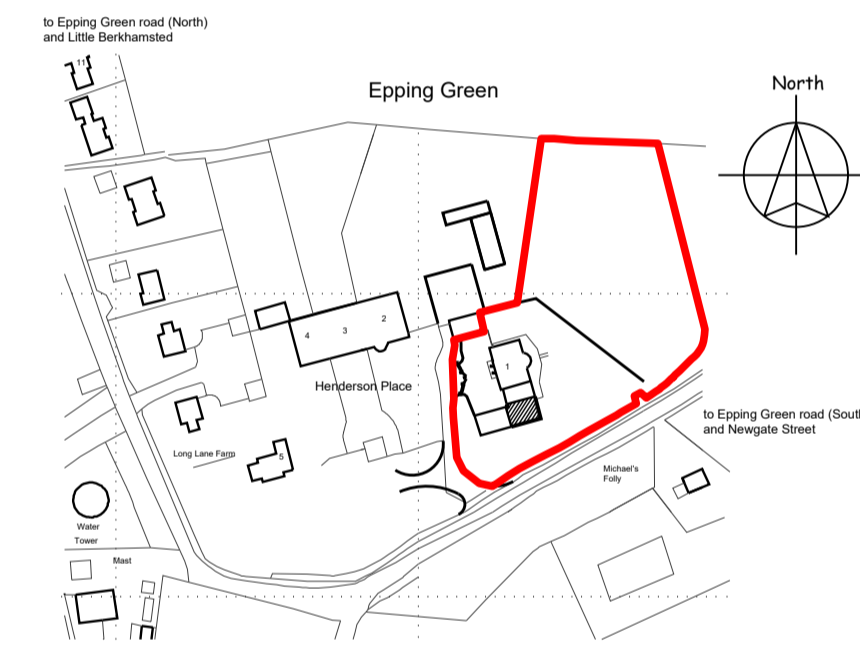 to Epping Green road (North)
and Little Berkhamsted
11
Epping Green
North
2
3
4
1
Henderson Place
to Epping Green road (Sout
and Newgate Street
Long Lane Farm
5
Michael's
Folly
Water
Tower
Mast